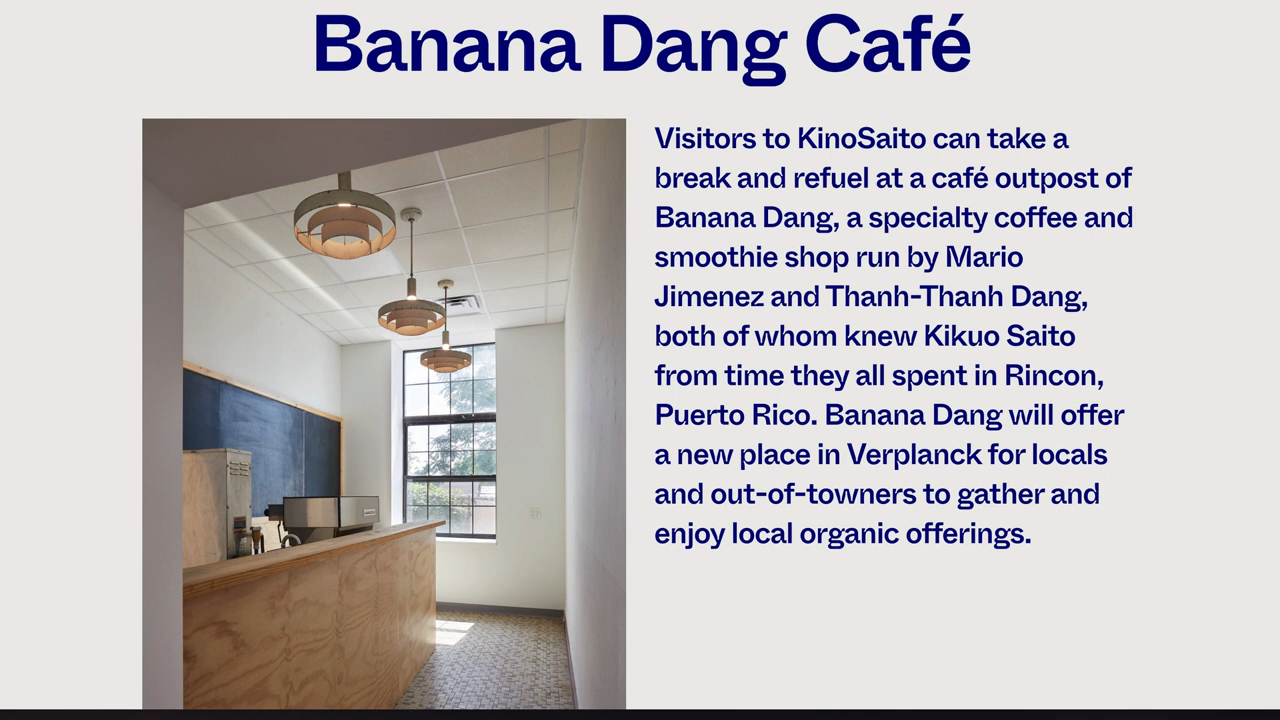 Banana Dang Café
Visitors to KinoSaito can take a
break and refuel at a café outpost of
Banana Dang, a specialty coffee and
smoothie shop run by Mario
Jimenez and Thanh-Thanh Dang,
both of whom knew Kikuo Saito
from time they all spent in Rincon,
Puerto Rico. Banana Dang will offer
a new place in Verplanck for locals
and out-of-towners to gather and
enjoy local organic offerings.